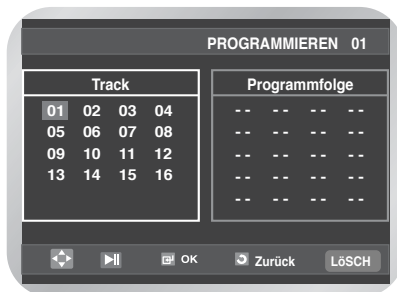 PROGRAMMIEREN 01
Track
01 02 03 04
05 06 07 08
09 10 11 12
13 14 15 16
Programmfolge
-- -- -- --
-- -- -- --
-- -- -- --
-- -- -- --
-- -- -- --
OK Zurück LöSCH